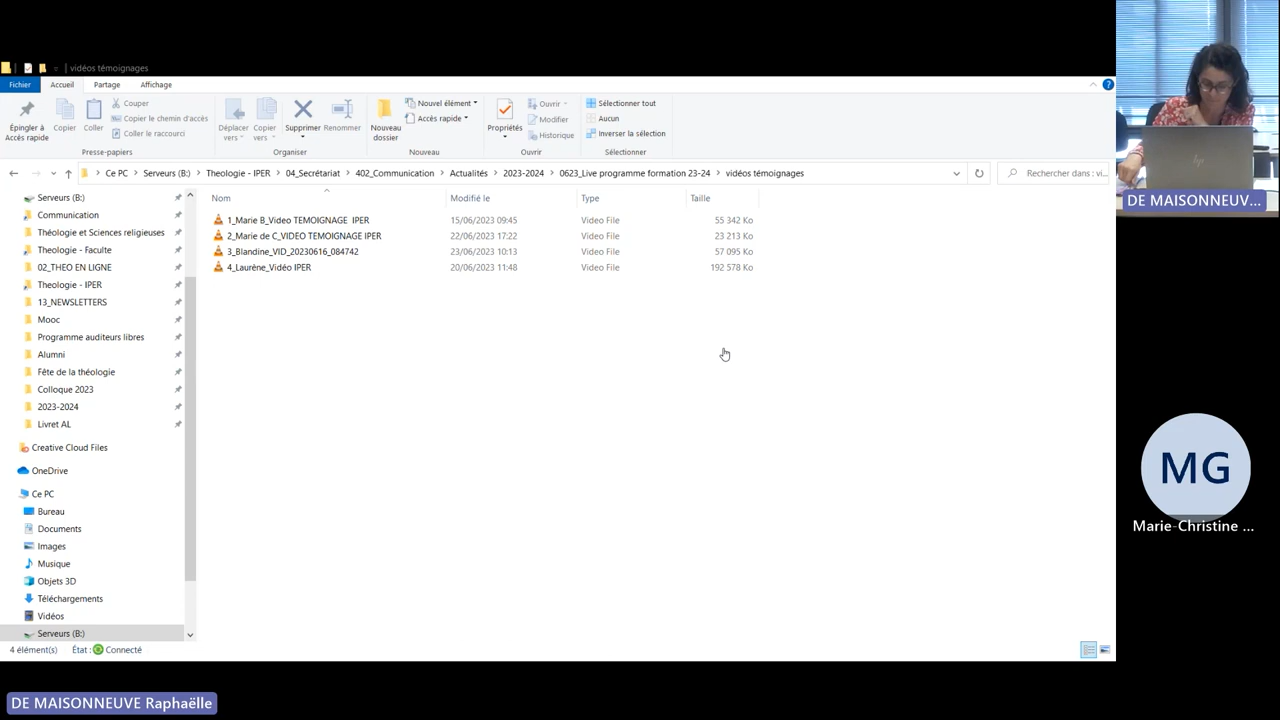 vidéos témoignages
Fichier Accueil Partage Affichage
Épingler à Accès rapide
Copier
Coller
Couper
Copier le chemin d'accès
Coller le raccourci
Presse-papiers
Déplacer vers
Copier vers
Supprimer
Renommer
Organiser
Nouveau dossier
Nouvel élément
Accès rapide
Nouveau
Propriétés
Ouvrir
Modifier
Historique
Ouvrir
Sélectionner tout
Aucun
Inverser la sélection
Sélectionner
Ce PC > Serveurs (B:) > Theologie - IPER > 04_Secrétariat > 402_Communication > Actualités > 2023-2024 > 0623_Live programme formation 23-24 > vidéos témoignages
Rechercher dans : vi...
Serveurs (B:)
Communication
Théologie et Sciences religieuses
Theologie - Faculte
02_THEO EN LIGNE
Theologie - IPER
13_NEWSLETTERS
Mooc
Programme auditeurs libres
Alumni
Fête de la théologie
Colloque 2023
2023-2024
Livret AL
Creative Cloud Files
OneDrive
Ce PC
Bureau
Documents
Images
Musique
Objets 3D
Téléchargements
Vidéos
Serveurs (B:)
Nom Modifié le Type Taille
1_Marie B_Video TEMOIGNAGE IPER 15/06/2023 09:45 Video File 55 342 Ko
2_Marie de C_VIDEO TEMOIGNAGE IPER 22/06/2023 17:22 Video File 23 213 Ko
3_Blandine_VID_20230616_084742 23/06/2023 10:13 Video File 57 095 Ko
4_Laurène_Vidéo IPER 20/06/2023 11:48 Video File 192 578 Ko
4 élément(s) État : Connecté
hp
DE MAISONNEUV...
MG
Marie-Christine ...
DE MAISONNEUVE Raphaëlle